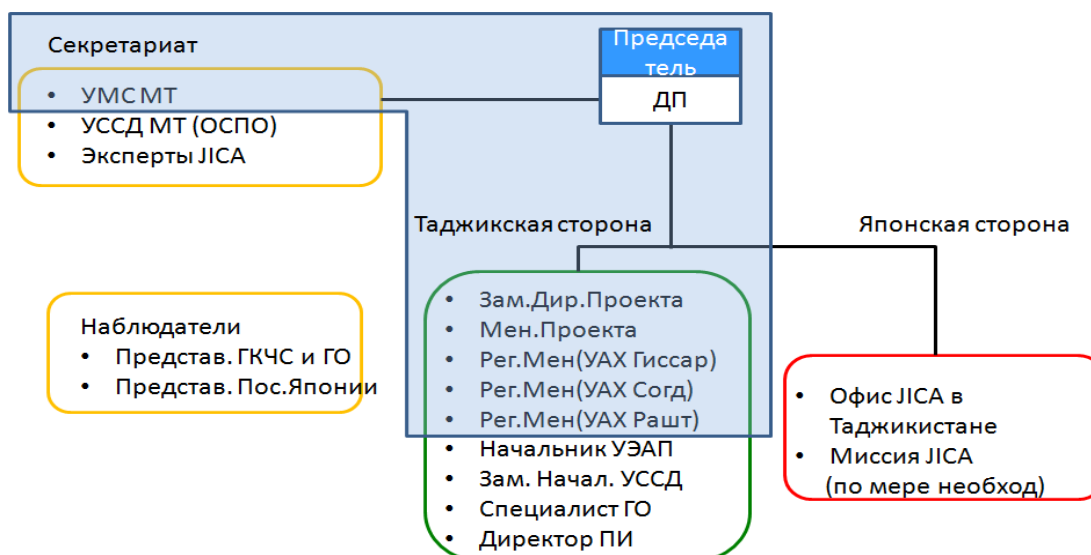 Секретариат
• УМС МТ
• УССД МТ (ОСПО)
• Эксперты JICA
Председа
тель
ДП
Таджикская сторона
Японская сторона
Наблюдатели
• Представ. ГКЧС и ГО
• Представ. Пос.Японии
• Зам.Дир.Проекта
• Мен.Проекта
• Рег.Мен(УАХ Гиссар)
• Рег.Мен(УАХ Согд)
• Рег.Мен(УАХ Рашт)
• Начальник УЭАП
• Зам. Начал. УССД
• Специалист ГО
• Директор ПИ
• Офис JICA в
Таджикистане
• Миссия JICA
(по мере необход)